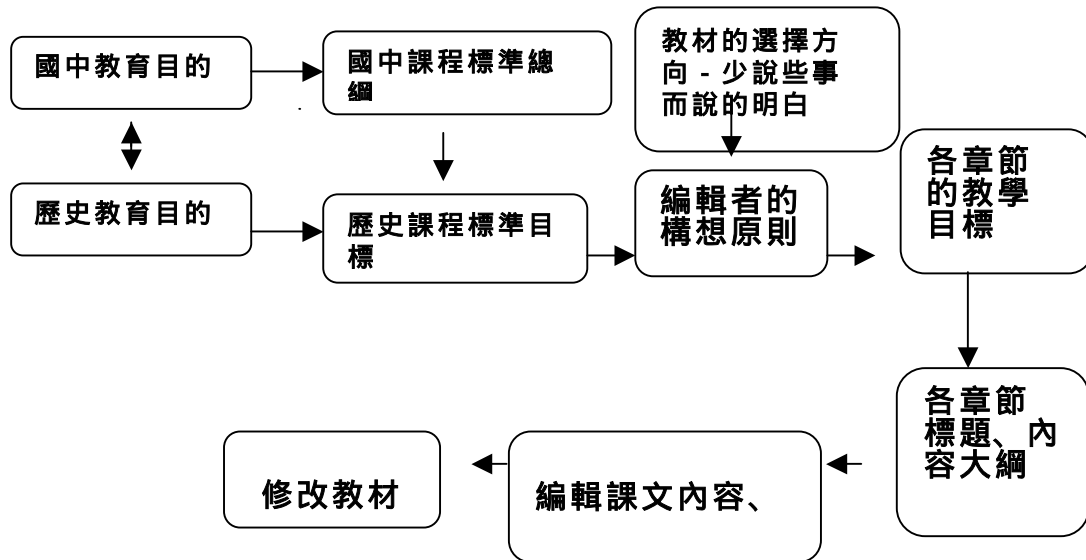 國中教育目的
國中課程標準總
綱
教材的選擇方
向 - 少說些事
而說的明白
歷史教育目的
歷史課程標準目
標
編輯者的
構想原則
各章節
的教學
目標
各章節
標題、內
容大綱
編輯課文內容、
修改教材